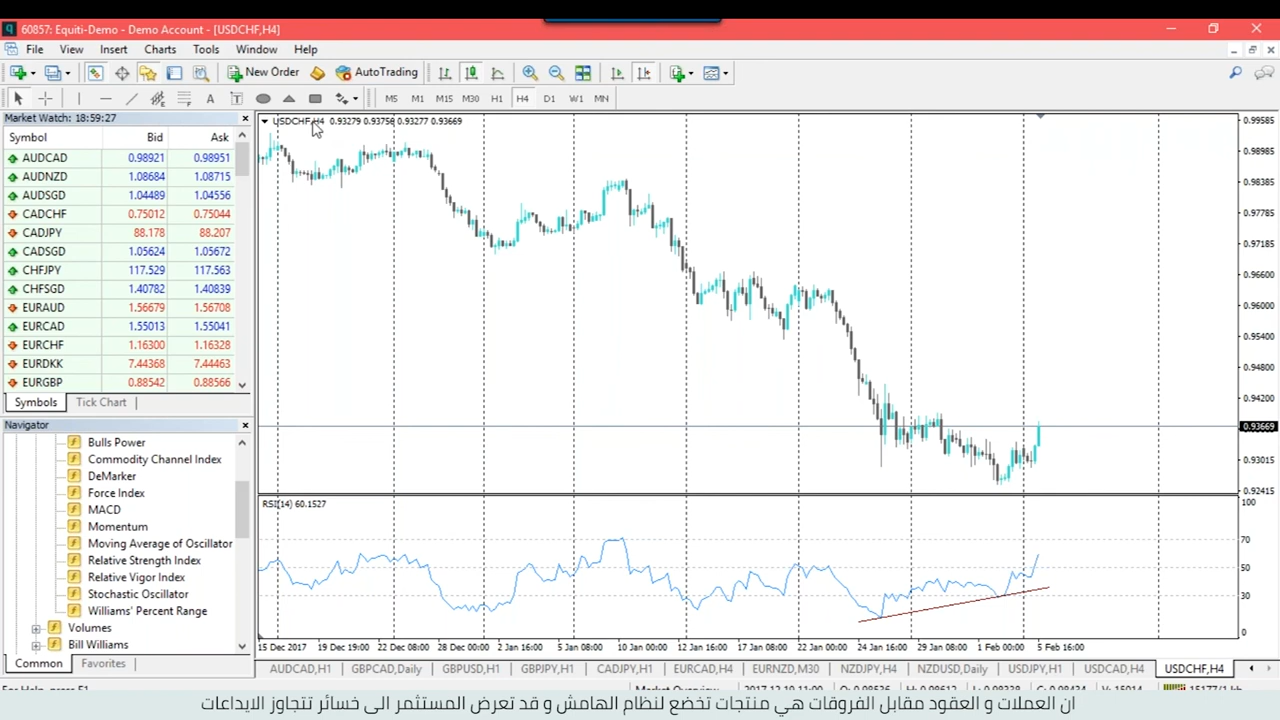 60857: Equiti-Demo - Demo Account - [USDCHF,H4]
File View Insert Charts Tools Window Help
New Order AutoTrading
M5 M1 M15 M30 H1 H4 D1 W1 MN
Market Watch: 18:59:27
Symbol Bid Ask
AUDCAD 0.98921 0.98951
AUDNZD 1.08684 1.08715
AUDSGD 1.04489 1.04556
CADCHF 0.75012 0.75044
CADJPY 88.178 88.207
CADSGD 1.05624 1.05672
CHFJPY 117.529 117.563
CHFSGD 1.40782 1.40839
EURAUD 1.56679 1.56708
EURCAD 1.55013 1.55041
EURCHF 1.16300 1.16328
EURDKK 7.44368 7.44463
EURGBP 0.88542 0.88566
Symbols Tick Chart
Navigator
Bulls Power
Commodity Channel Index
DeMarker
Force Index
MACD
Momentum
Moving Average of Oscillator
Relative Strength Index
Relative Vigor Index
Stochastic Oscillator
Williams' Percent Range
Volumes
Bill Williams
Common Favorites
USDCHF,H4 0.93279 0.93756 0.93277 0.93669
0.99585
0.98985
0.98385
0.97785
0.97185
0.96600
0.96000
0.95400
0.94800
0.94200
0.93669
0.93015
0.92415
RSI(14) 60.1527
100
70
50
30
0
15 Dec 2017 19 Dec 19:00 22 Dec 08:00 28 Dec 00:00 2 Jan 16:00 5 Jan 08:00 10 Jan 00:00 12 Jan 16:00 17 Jan 08:00 22 Jan 00:00 24 Jan 16:00 29 Jan 08:00 1 Feb 00:00 5 Feb 16:00
AUDCAD,H1 GBPCAD,Daily GBPUSD,H1 GBPJPY,H1 CADJPY,H1 EURCAD,H4 EURNZD,M30 NZDJPY,H4 NZDUSD,Daily USDJPY,H1 USDCAD,H4 USDCHF,H4
ان العملات و العقود مقابل الفروقات هي منتجات تخضع لنظام الهامش و قد تعرض المستثمر الى خسائر تتجاوز الايداعات